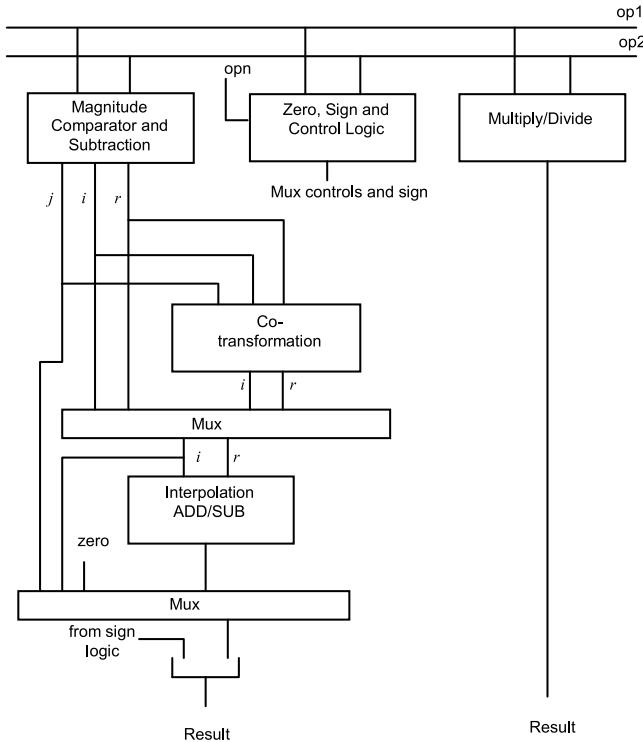 op1
op2
opn
Magnitude
Comparator and
Subtraction
Zero, Sign and
Control Logic
Multiply/Divide
Mux controls and sign
j i r
Co-
transformation
i r
Mux
i r
Interpolation
ADD/SUB
zero
Mux
from sign
logic
Result
Result